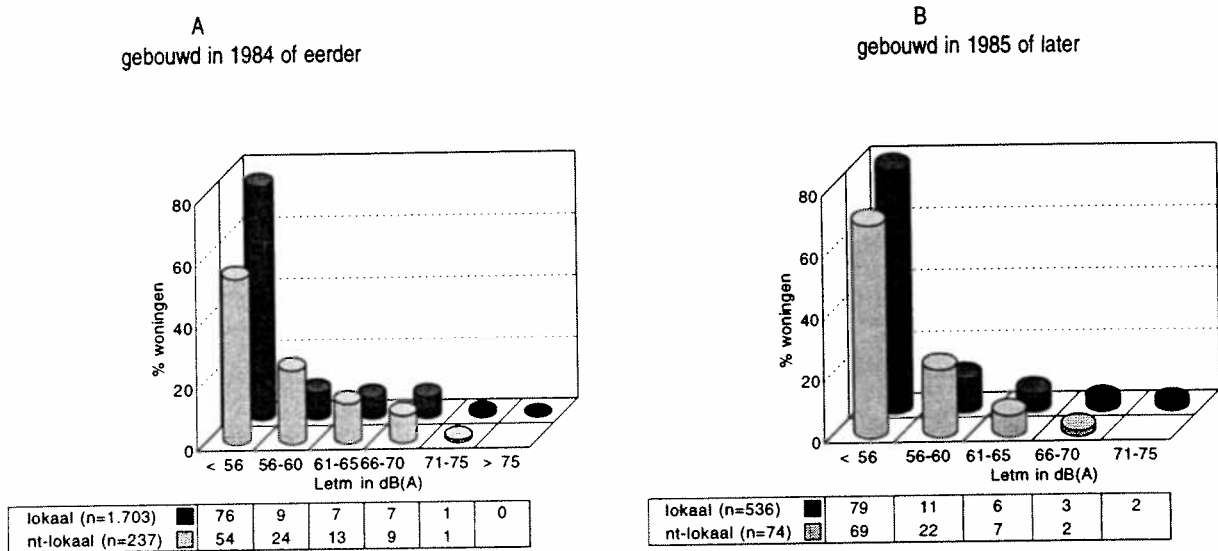 A
gebouwd in 1984 of eerder
80
60
40
20
0
% woningen
< 56 56-60 61-65 66-70 71-75 > 75
Letm in dB(A)
lokaal (n=1.703) 76 9 7 7 1 0
nt-lokaal (n=237) 54 24 13 9 1
B
gebouwd in 1985 of later
80
60
40
20
0
% woningen
< 56 56-60 61-65 66-70 71-75
Letm in dB(A)
lokaal (n=536) 79 11 6 3 2
nt-lokaal (n=74) 69 22 7 2